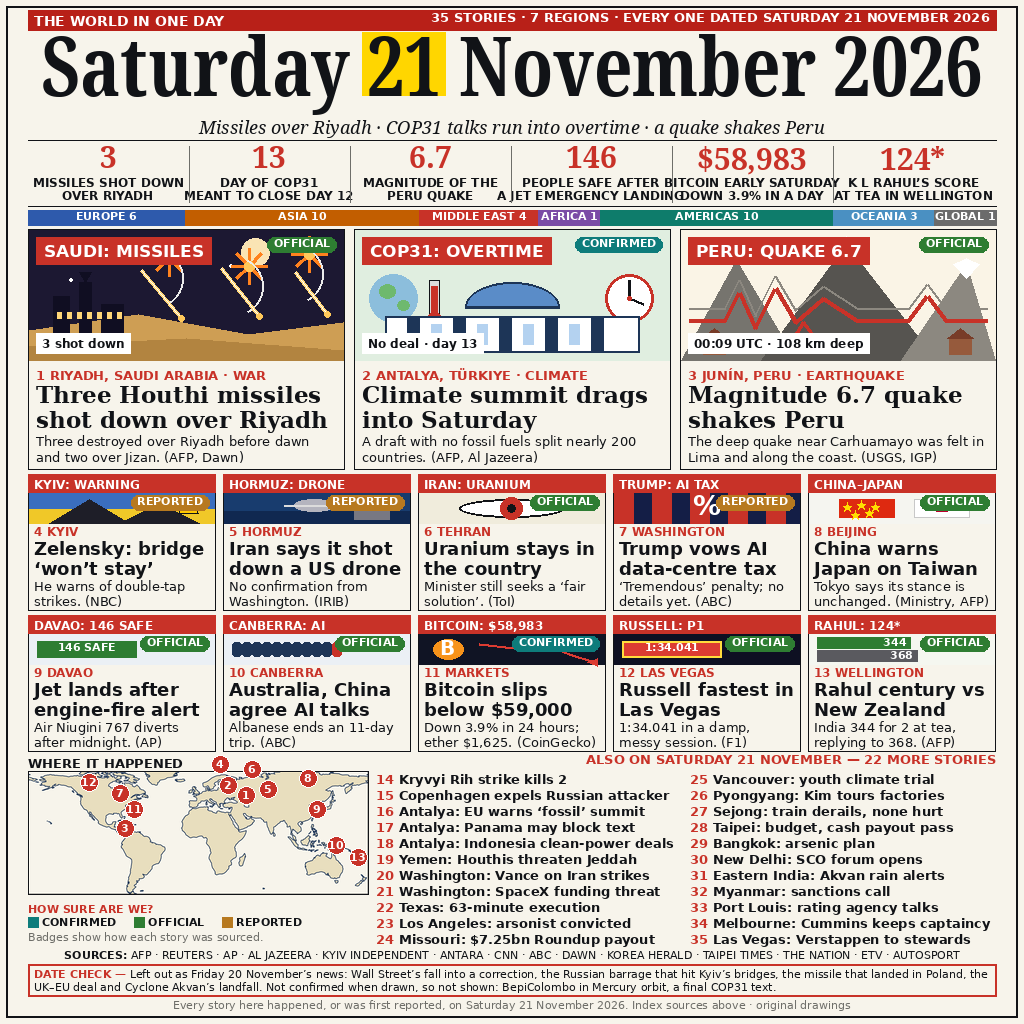 THE WORLD IN ONE DAY
35 STORIES · 7 REGIONS · EVERY ONE DATED SATURDAY 21 NOVEMBER 2026
Saturday 21 November 2026
Missiles over Riyadh · COP31 talks run into overtime · a quake shakes Peru
3
MISSILES SHOT DOWN
OVER RIYADH
13
DAY OF COP31
MEANT TO CLOSE DAY 12
6.7
MAGNITUDE OF THE
PERU QUAKE
146
PEOPLE SAFE AFTER
A JET EMERGENCY LANDING
$58,983
BITCOIN EARLY SATURDAY
DOWN 3.9% IN A DAY
124*
K L RAHUL’S SCORE
AT TEA IN WELLINGTON
EUROPE 6
ASIA 10
MIDDLE EAST 4
AFRICA 1
AMERICAS 10
OCEANIA 3
GLOBAL 1
SAUDI: MISSILES
OFFICIAL
3 shot down
1 RIYADH, SAUDI ARABIA · WAR
Three Houthi missiles
shot down over Riyadh
Three destroyed over Riyadh before dawn
and two over Jizan. (AFP, Dawn)
COP31: OVERTIME
CONFIRMED
No deal · day 13
2 ANTALYA, TÜRKIYE · CLIMATE
Climate summit drags
into Saturday
A draft with no fossil fuels split nearly 200
countries. (AFP, Al Jazeera)
PERU: QUAKE 6.7
OFFICIAL
00:09 UTC · 108 km deep
3 JUNÍN, PERU · EARTHQUAKE
Magnitude 6.7 quake
shakes Peru
The deep quake near Carhuamayo was felt in
Lima and along the coast. (USGS, IGP)
KYIV: WARNING
REPORTED
4 KYIV
Zelensky: bridge
‘won’t stay’
He warns of double-tap
strikes. (NBC)
HORMUZ: DRONE
REPORTED
5 HORMUZ
Iran says it shot
down a US drone
No confirmation from
Washington. (IRIB)
IRAN: URANIUM
OFFICIAL
6 TEHRAN
Uranium stays in
the country
Minister still seeks a ‘fair
solution’. (ToI)
TRUMP: AI TAX
%
REPORTED
7 WASHINGTON
Trump vows AI
data-centre tax
‘Tremendous’ penalty; no
details yet. (ABC)
CHINA–JAPAN
OFFICIAL
8 BEIJING
China warns
Japan on Taiwan
Tokyo says its stance is
unchanged. (Ministry, AFP)
DAVAO: 146 SAFE
146 SAFE
OFFICIAL
9 DAVAO
Jet lands after
engine-fire alert
Air Niugini 767 diverts
after midnight. (AP)
CANBERRA: AI
OFFICIAL
10 CANBERRA
Australia, China
agree AI talks
Albanese ends an 11-day
trip. (ABC)
BITCOIN: $58,983
B
CONFIRMED
11 MARKETS
Bitcoin slips
below $59,000
Down 3.9% in 24 hours;
ether $1,625. (CoinGecko)
RUSSELL: P1
1:34.041
OFFICIAL
12 LAS VEGAS
Russell fastest in
Las Vegas
1:34.041 in a damp,
messy session. (F1)
RAHUL: 124*
344
368
OFFICIAL
13 WELLINGTON
Rahul century vs
New Zealand
India 344 for 2 at tea,
replying to 368. (AFP)
WHERE IT HAPPENED
4
6
12
8
2
5
7
1
11
9
3
10
13
HOW SURE ARE WE?
CONFIRMED
OFFICIAL
REPORTED
Badges show how each story was sourced.
ALSO ON SATURDAY 21 NOVEMBER — 22 MORE STORIES
14 Kryvyi Rih strike kills 2
15 Copenhagen expels Russian attacker
16 Antalya: EU warns ‘fossil’ summit
17 Antalya: Panama may block text
18 Antalya: Indonesia clean-power deals
19 Yemen: Houthis threaten Jeddah
20 Washington: Vance on Iran strikes
21 Washington: SpaceX funding threat
22 Texas: 63-minute execution
23 Los Angeles: arsonist convicted
24 Missouri: $7.25bn Roundup payout
25 Vancouver: youth climate trial
26 Pyongyang: Kim tours factories
27 Sejong: train derails, none hurt
28 Taipei: budget, cash payout pass
29 Bangkok: arsenic plan
30 New Delhi: SCO forum opens
31 Eastern India: Akvan rain alerts
32 Myanmar: sanctions call
33 Port Louis: rating agency talks
34 Melbourne: Cummins keeps captaincy
35 Las Vegas: Verstappen to stewards
SOURCES: AFP · REUTERS · AP · AL JAZEERA · KYIV INDEPENDENT · ANTARA · CNN · ABC · DAWN · KOREA HERALD · TAIPEI TIMES · THE NATION · ETV · AUTOSPORT
DATE CHECK — Left out as Friday 20 November’s news: Wall Street’s fall into a correction, the Russian barrage that hit Kyiv’s bridges, the missile that landed in Poland, the
UK–EU deal and Cyclone Akvan’s landfall. Not confirmed when drawn, so not shown: BepiColombo in Mercury orbit, a final COP31 text.
Every story here happened, or was first reported, on Saturday 21 November 2026. Index sources above · original drawings